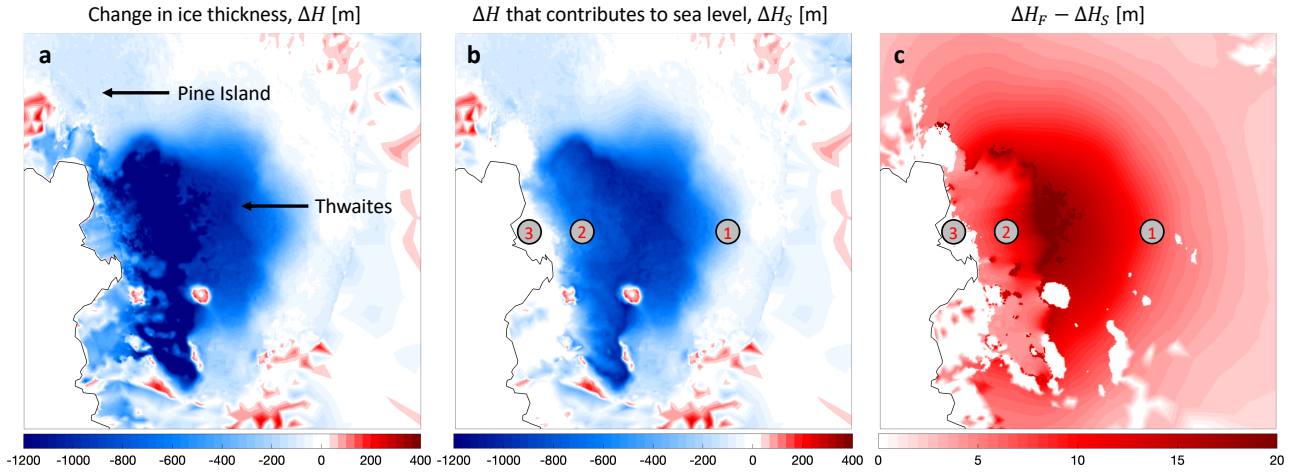 Change in ice thickness, ΔH [m]
ΔH that contributes to sea level, ΔH_S [m]
ΔH_F − ΔH_S [m]
a
b
c
Pine Island
Thwaites
3 2 1
3 2 1
-1200 -1000 -800 -600 -400 -200 0 200 400
-1200 -1000 -800 -600 -400 -200 0 200 400
0 5 10 15 20